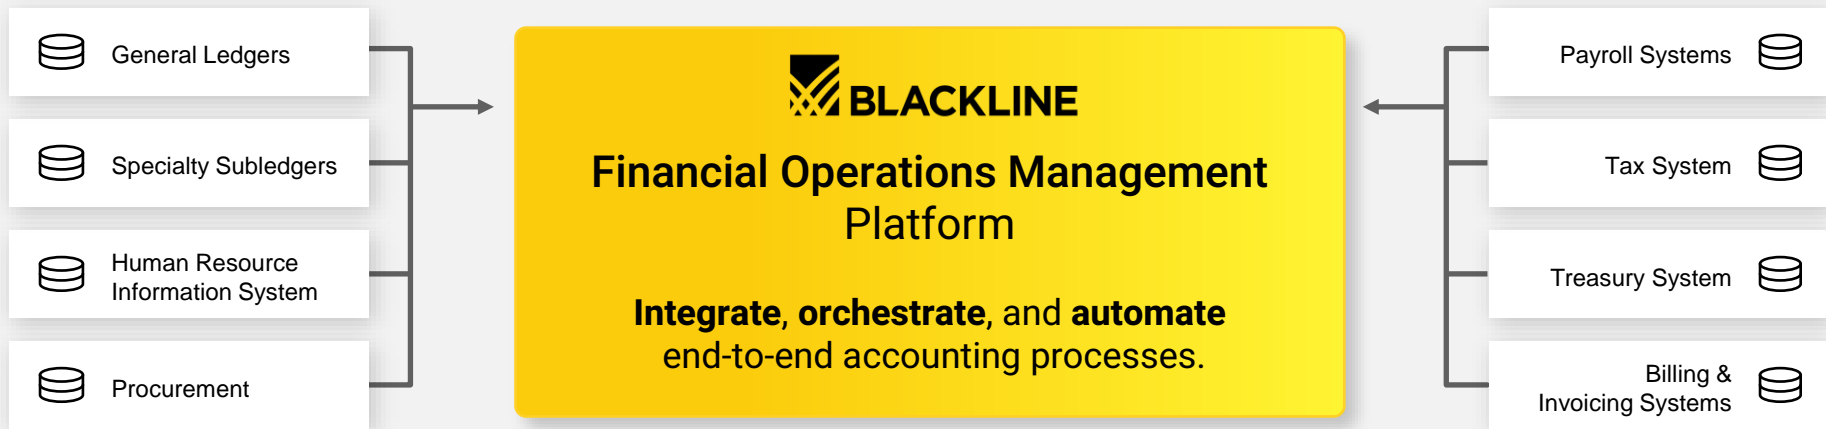 General Ledgers
Specialty Subledgers
Human Resource
Information System
Procurement
BLACKLINE
Financial Operations Management
Platform
Integrate, orchestrate, and automate
end-to-end accounting processes.
Payroll Systems
Tax System
Treasury System
Billing &
Invoicing Systems